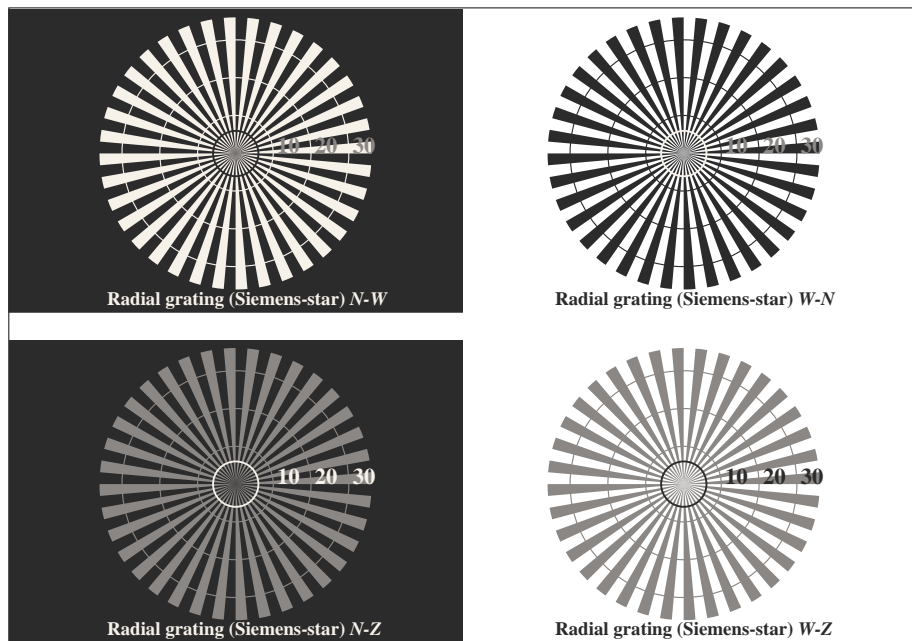 10 20 30
Radial grating (Siemens-star) N-W
10 20 30
Radial grating (Siemens-star) W-N
10 20 30
Radial grating (Siemens-star) N-Z
10 20 30
Radial grating (Siemens-star) W-Z